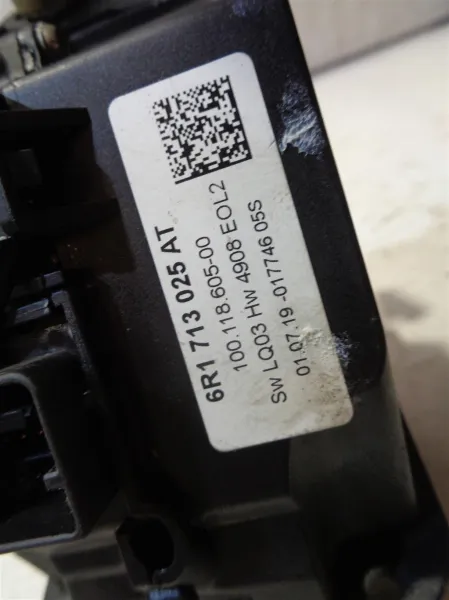 6R1 713 025 AT
100.118.605-00
SW LQ03 HW 4908 EOL2
01.07.19 -017746 05S